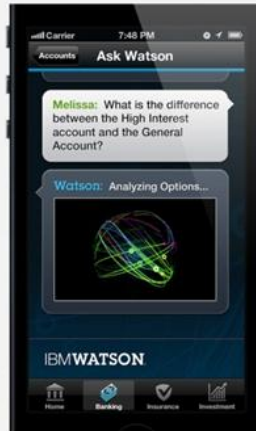 Carrier 7:48 PM
Accounts Ask Watson
Melissa: What is the difference
between the High Interest
account and the General
Account?
Watson: Analyzing Options...
IBMWATSON
Home Banking Insurance Investment